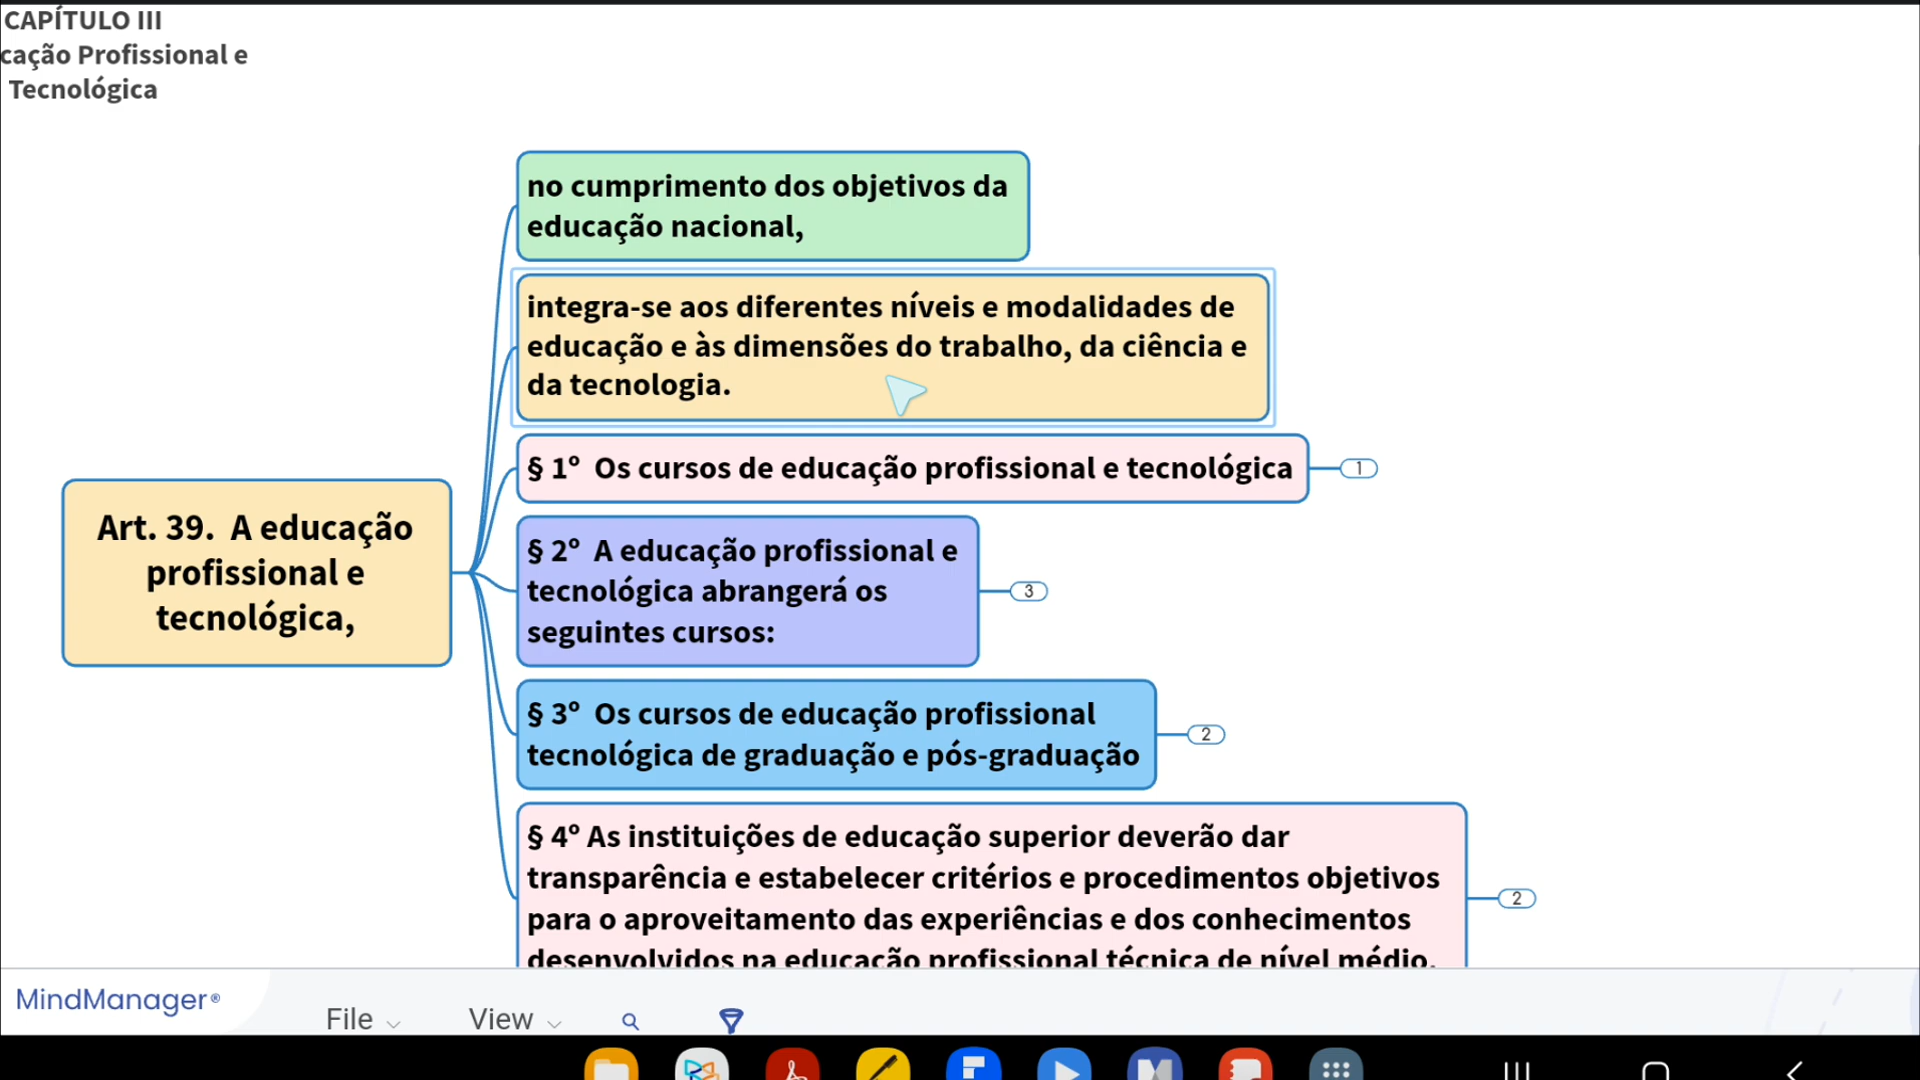 CAPÍTULO III
cação Profissional e
Tecnológica
no cumprimento dos objetivos da
educação nacional,
integra-se aos diferentes níveis e modalidades de
educação e às dimensões do trabalho, da ciência e
da tecnologia.
§ 1º  Os cursos de educação profissional e tecnológica
1
Art. 39.  A educação
profissional e
tecnológica,
§ 2º  A educação profissional e
tecnológica abrangerá os
seguintes cursos:
3
§ 3º  Os cursos de educação profissional
tecnológica de graduação e pós-graduação
2
§ 4º As instituições de educação superior deverão dar
transparência e estabelecer critérios e procedimentos objetivos
para o aproveitamento das experiências e dos conhecimentos
desenvolvidos na educação profissional técnica de nível médio,
2
MindManager®
File
View